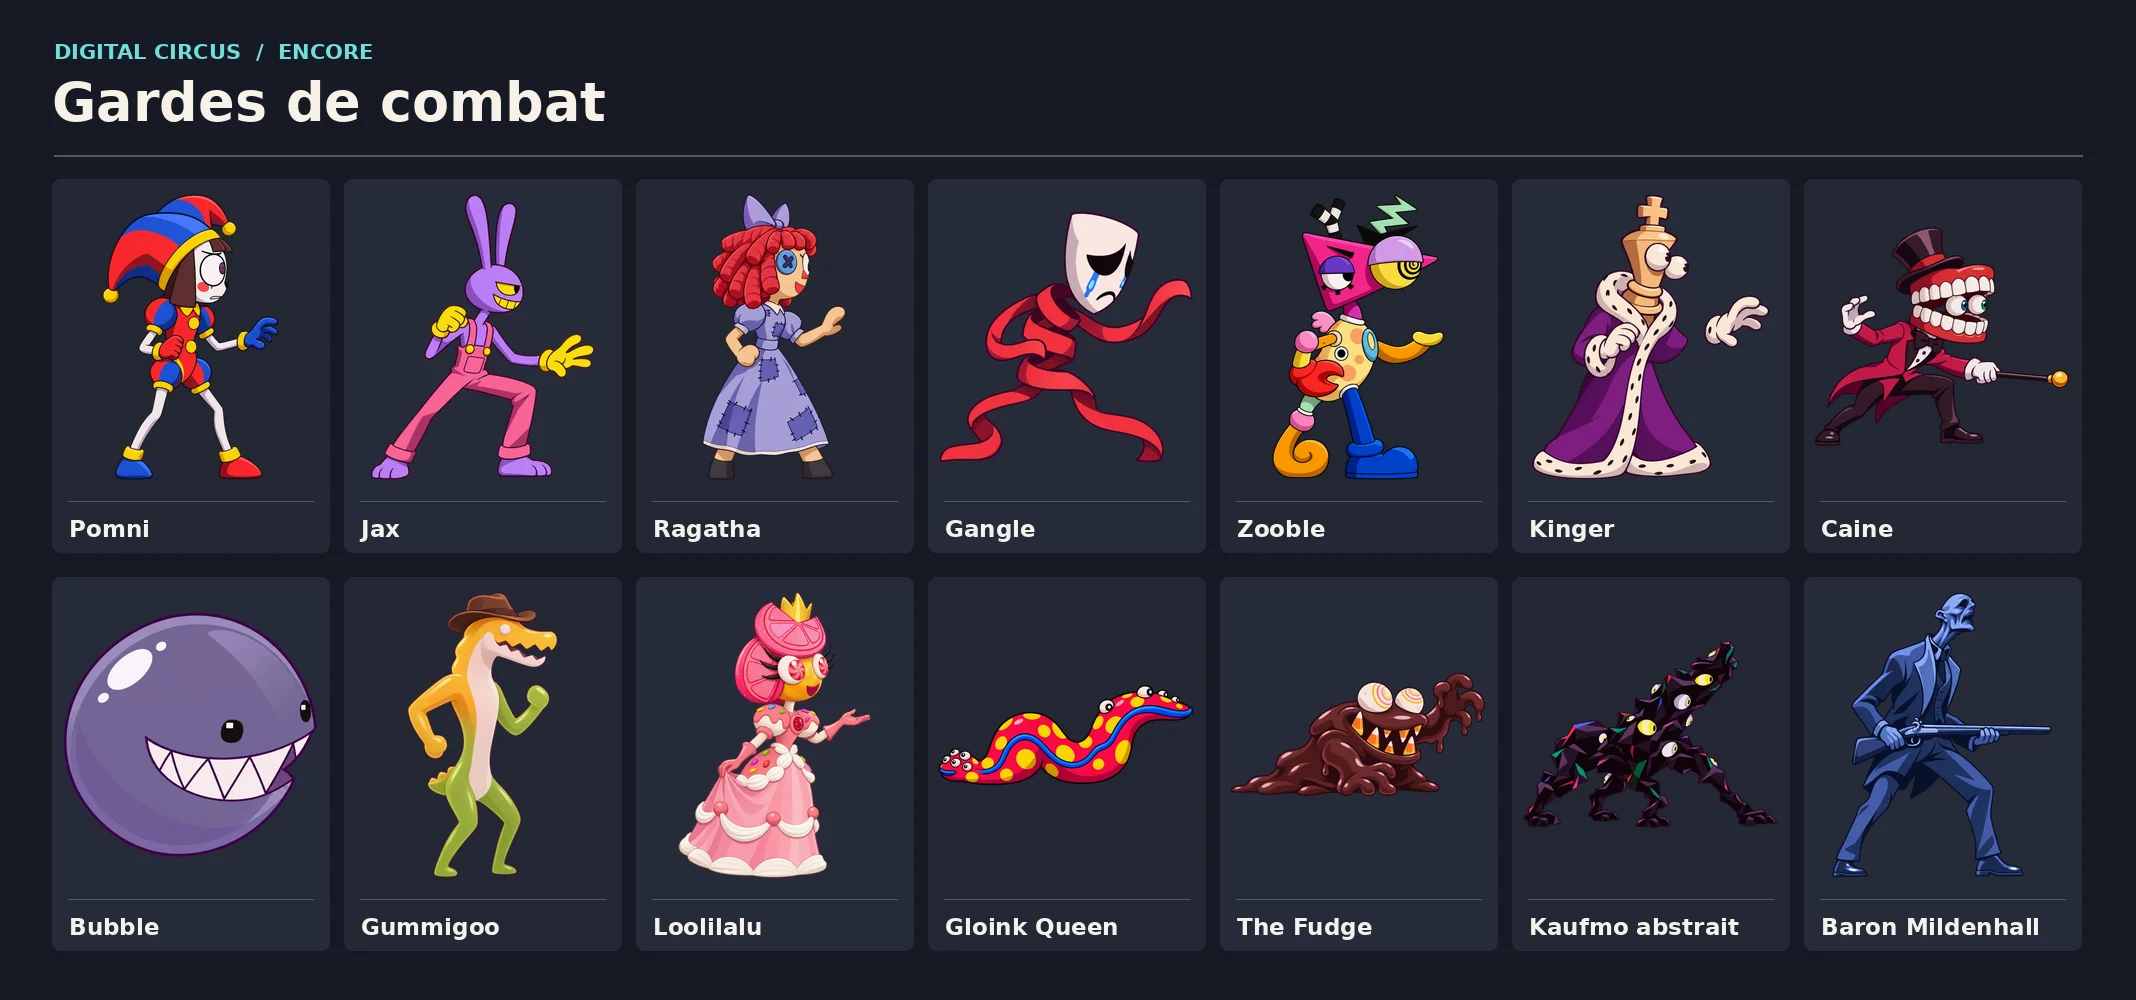 DIGITAL CIRCUS / ENCORE
Gardes de combat
Pomni
Jax
Ragatha
Gangle
Zooble
Kinger
Caine
Bubble
Gummigoo
Loolilalu
Gloink Queen
The Fudge
Kaufmo abstrait
Baron Mildenhall